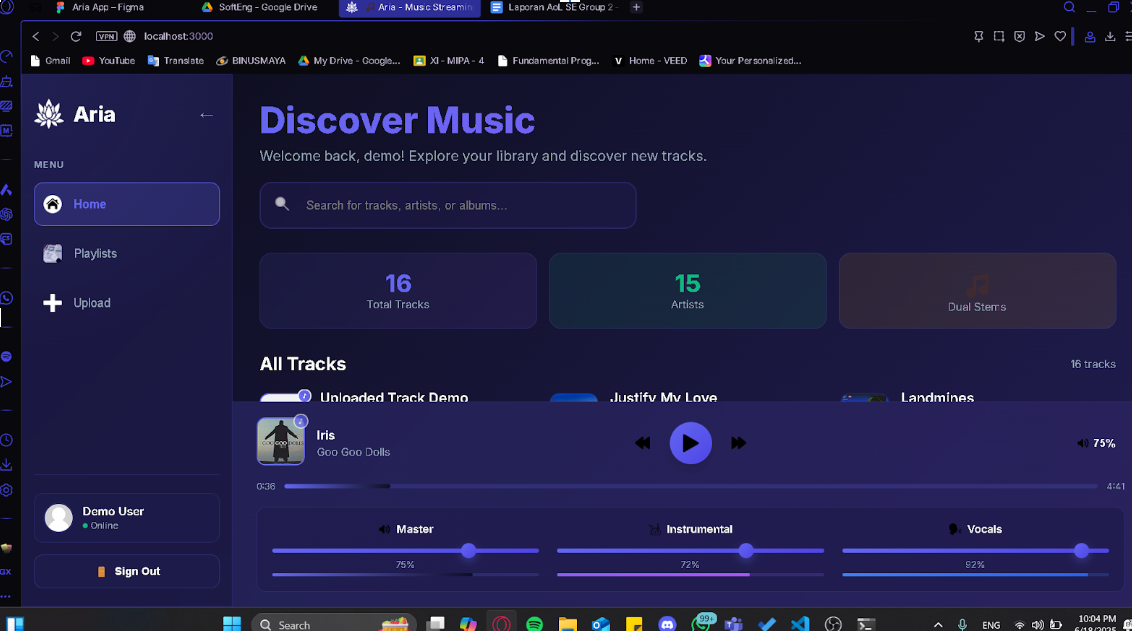 Aria App – Figma
SoftEng - Google Drive
Aria - Music Streamin
Laporan AoL SE Group 2 -
VPN
localhost:3000
Gmail
YouTube
Translate
BINUSMAYA
My Drive - Google...
XI - MIPA - 4
Fundamental Prog...
Home - VEED
Your Personalized...
Aria
←
MENU
Home
Playlists
Upload
Discover Music
Welcome back, demo! Explore your library and discover new tracks.
Search for tracks, artists, or albums...
16
Total Tracks
15
Artists
Dual Stems
All Tracks
16 tracks
Uploaded Track Demo
Justify My Love
Landmines
GOO GOO DOLLS
Iris
Goo Goo Dolls
75%
0:36
4:41
Master
75%
Instrumental
72%
Vocals
92%
Demo User
Online
Sign Out
Search
99+
ENG
10:04 PM
6/18/2025